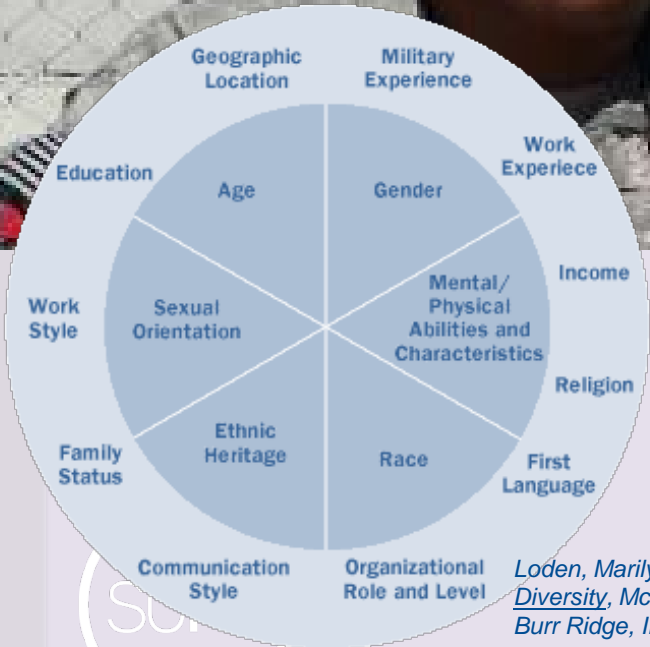 Geographic
Location
Military
Experience
Education
Work
Experiece
Age
Gender
Income
Work
Style
Sexual
Orientation
Mental/
Physical
Abilities and
Characteristics
Religion
Family
Status
Ethnic
Heritage
Race
First
Language
Communication
Style
Organizational
Role and Level
Loden, Marily
Diversity, Mc
Burr Ridge, I